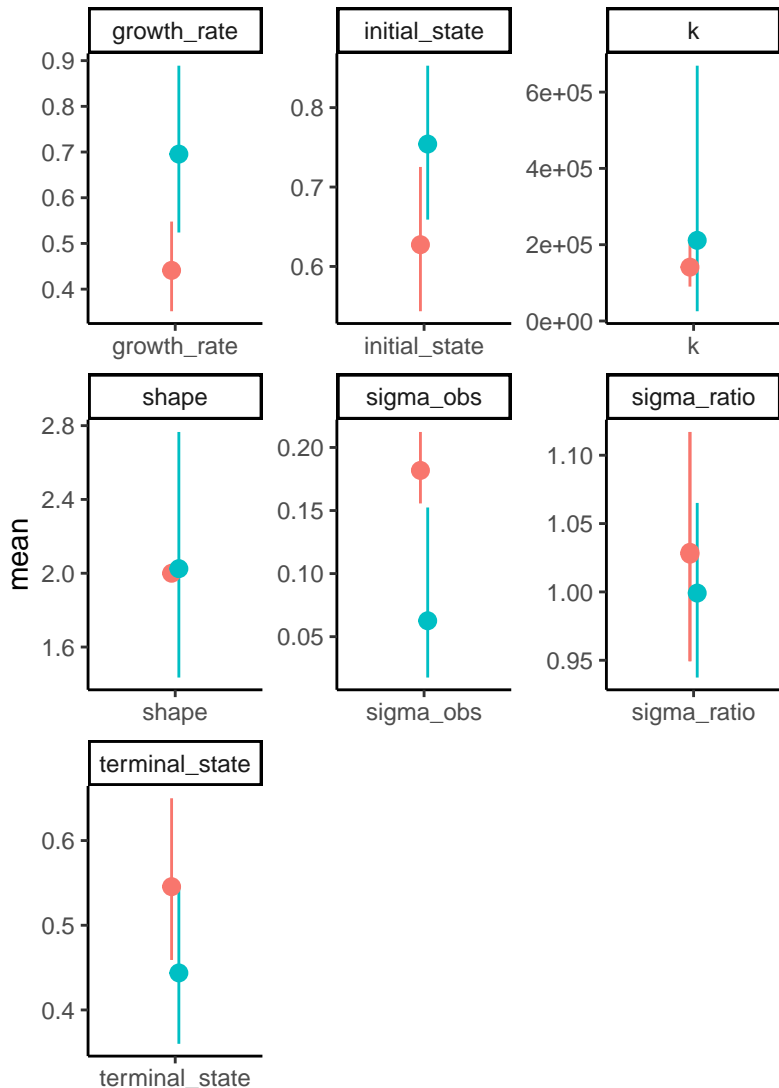 mean
growth_rate
0.9
0.8
0.7
0.6
0.5
0.4
growth_rate
initial_state
0.8
0.7
0.6
initial_state
k
6e+05
4e+05
2e+05
0e+00
k
shape
2.8
2.4
2.0
1.6
shape
sigma_obs
0.20
0.15
0.10
0.05
sigma_obs
sigma_ratio
1.10
1.05
1.00
0.95
sigma_ratio
terminal_state
0.6
0.5
0.4
terminal_state